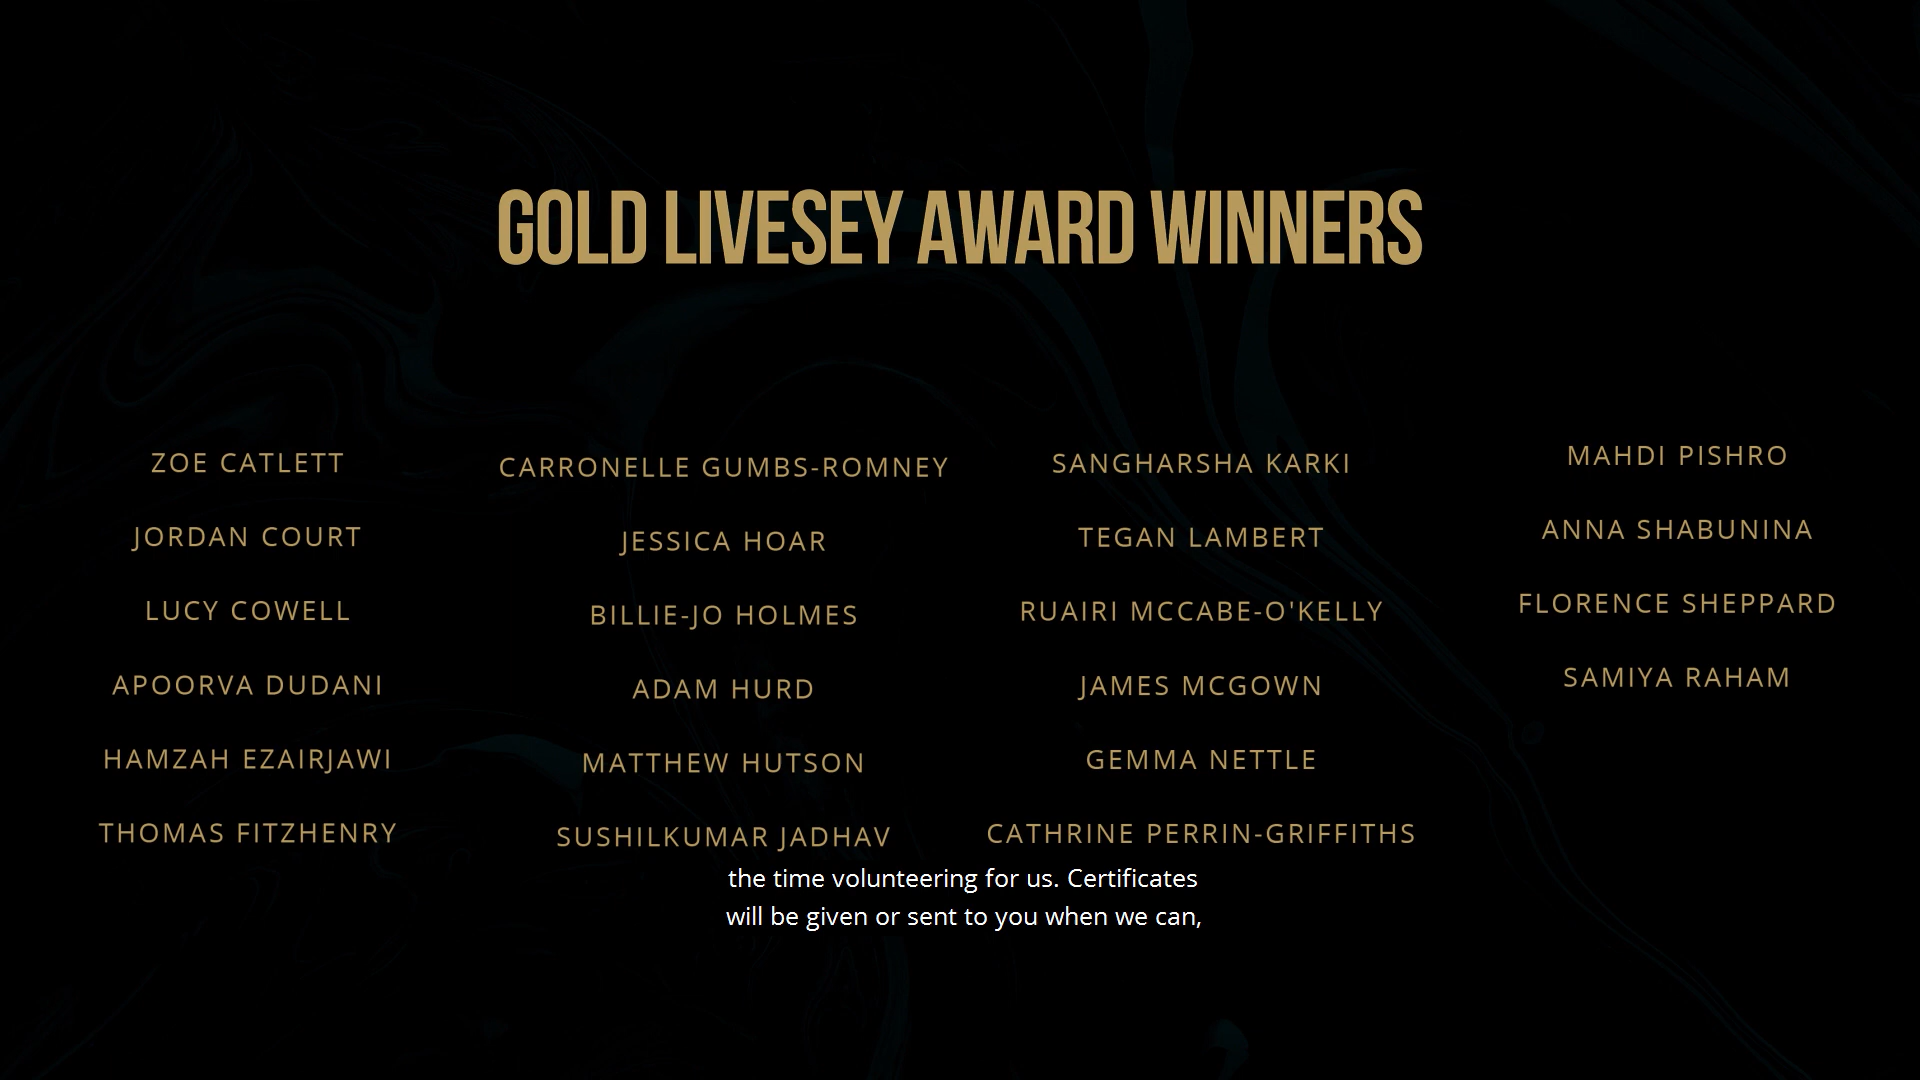 GOLD LIVESEY AWARD WINNERS
ZOE CATLETT
JORDAN COURT
LUCY COWELL
APOORVA DUDANI
HAMZAH EZAIRJAWI
THOMAS FITZHENRY
CARRONELLE GUMBS-ROMNEY
JESSICA HOAR
BILLIE-JO HOLMES
ADAM HURD
MATTHEW HUTSON
SUSHILKUMAR JADHAV
SANGHARSHA KARKI
TEGAN LAMBERT
RUAIRI MCCABE-O'KELLY
JAMES MCGOWN
GEMMA NETTLE
CATHRINE PERRIN-GRIFFITHS
MAHDI PISHRO
ANNA SHABUNINA
FLORENCE SHEPPARD
SAMIYA RAHAM
the time volunteering for us. Certificates
will be given or sent to you when we can,